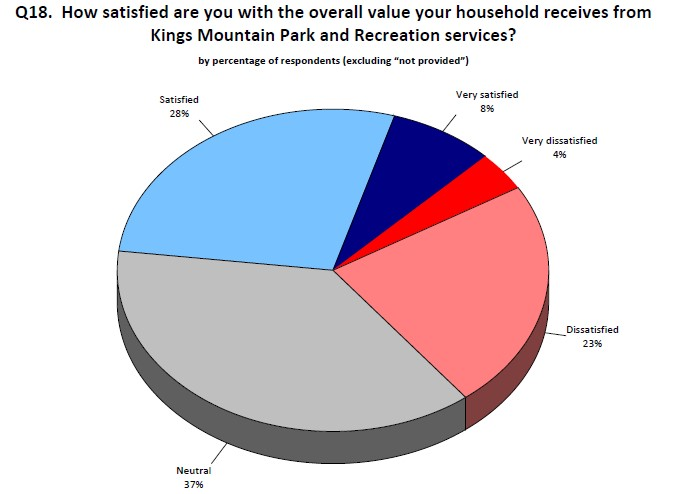 Q18.  How satisfied are you with the overall value your household receives from
Kings Mountain Park and Recreation services?
by percentage of respondents (excluding “not provided”)
Very satisfied
8%
Satisfied
28%
Very dissatisfied
4%
Dissatisfied
23%
Neutral
37%